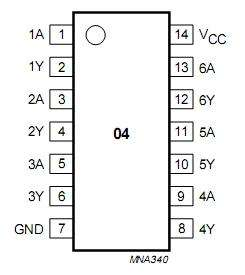 1A 1 14 VCC
1Y 2 13 6A
2A 3 12 6Y
2Y 4 04 11 5A
3A 5 10 5Y
3Y 6 9 4A
GND 7 8 4Y
MNA340